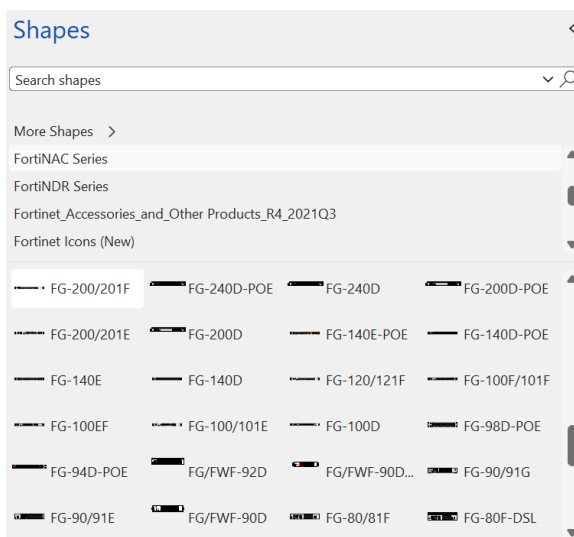 Shapes
Search shapes
More Shapes
FortiNAC Series
FortiNDR Series
Fortinet_Accessories_and_Other Products_R4_2021Q3
Fortinet Icons (New)
FG-200/201F FG-240D-POE FG-240D FG-200D-POE
FG-200/201E FG-200D FG-140E-POE FG-140D-POE
FG-140E FG-140D FG-120/121F FG-100F/101F
FG-100EF FG-100/101E FG-100D FG-98D-POE
FG-94D-POE FG/FWF-92D FG/FWF-90D... FG-90/91G
FG-90/91E FG/FWF-90D FG-80/81F FG-80F-DSL